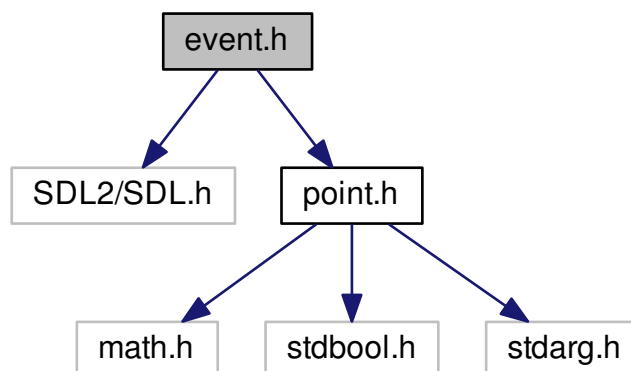 event.h
SDL2/SDL.h
point.h
math.h
stdbool.h
stdarg.h